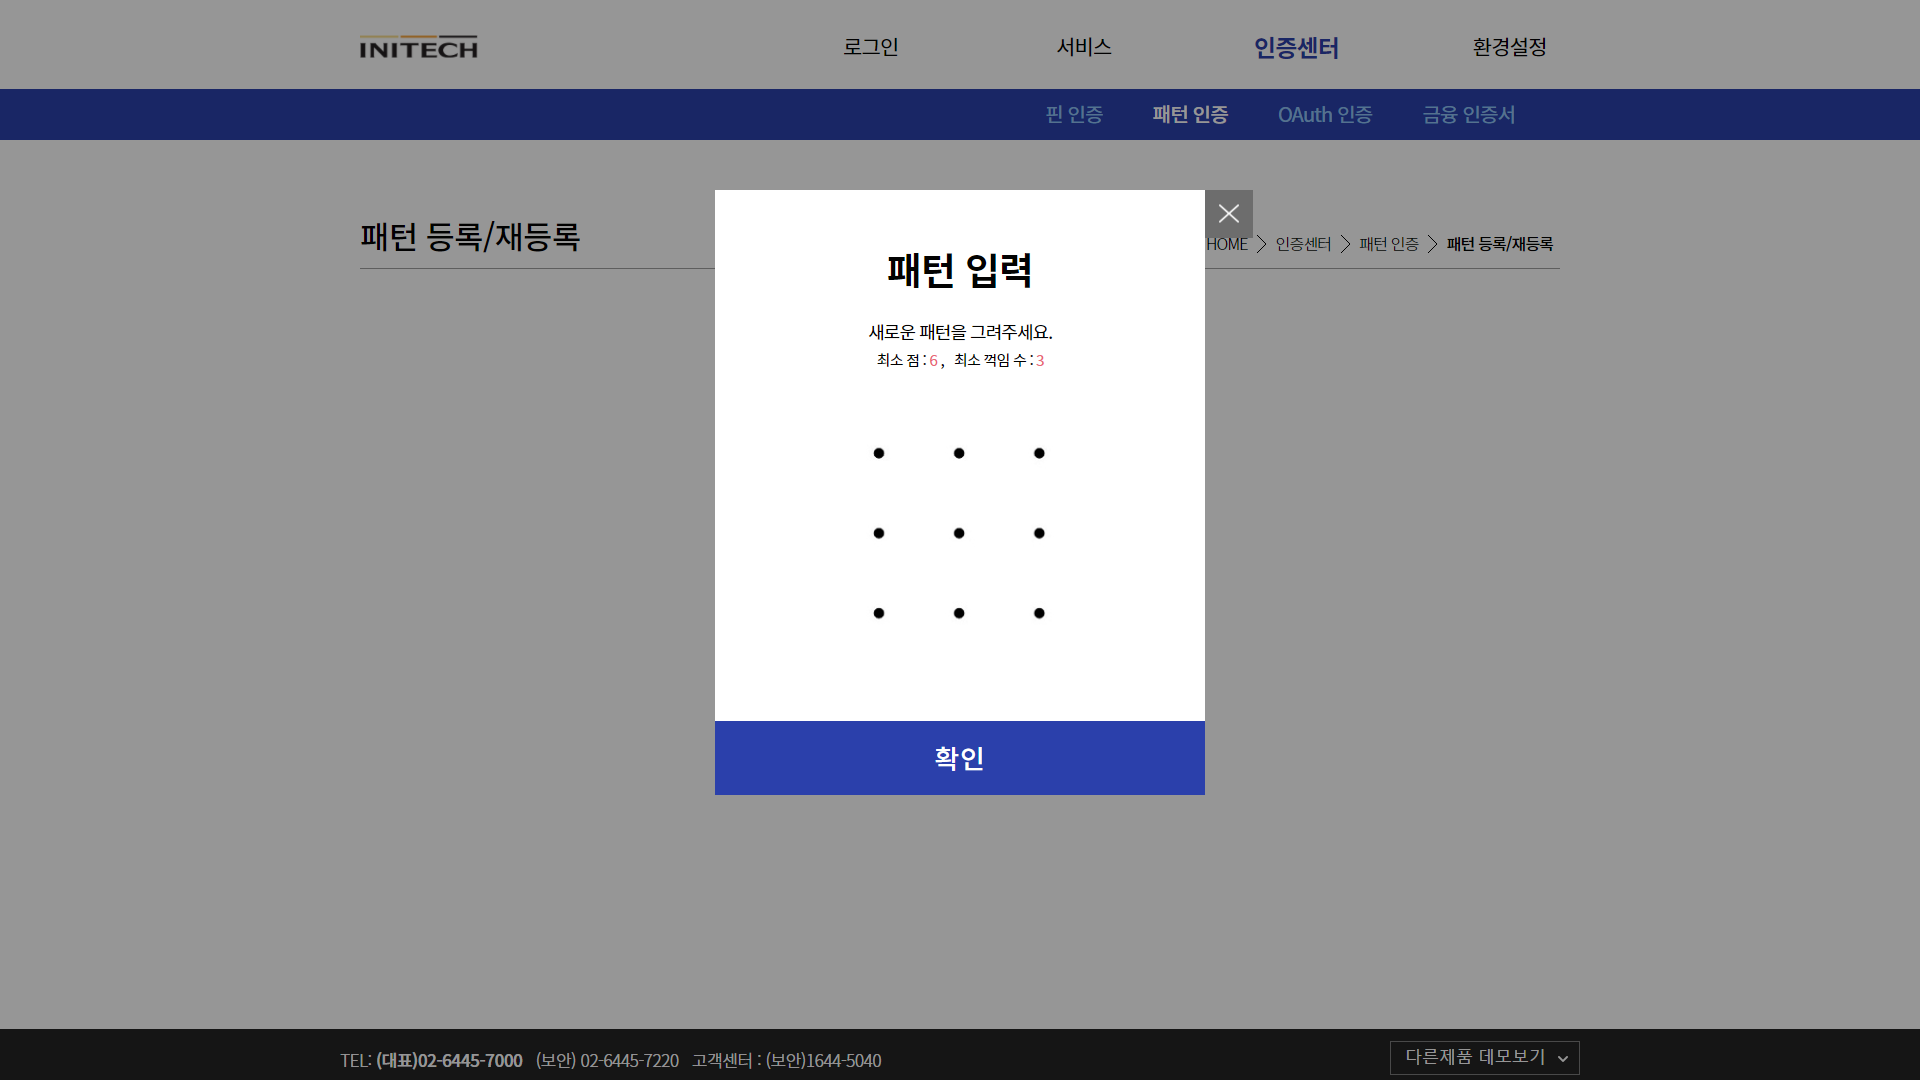 INITECH
로그인
서비스
인증센터
환경설정
핀 인증
패턴 인증
OAuth 인증
금융 인증서
패턴 등록/재등록
HOME > 인증센터 > 패턴 인증 > 패턴 등록/재등록
패턴 입력
새로운 패턴을 그려주세요.
최소 점 : 6 , 최소 꺽임 수 : 3
확인
TEL: (대표)02-6445-7000 (보안) 02-6445-7220 고객센터 : (보안)1644-5040
다른제품 데모보기